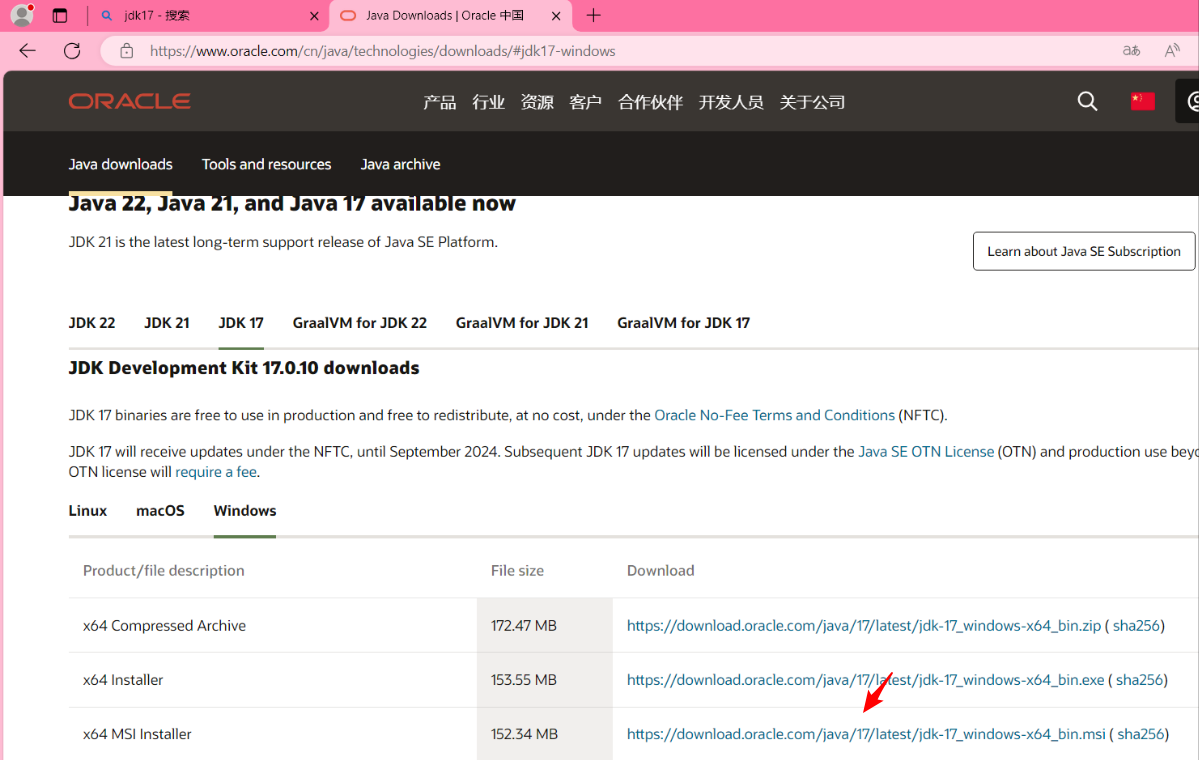 jdk17 - 搜索
Java Downloads | Oracle 中国
https://www.oracle.com/cn/java/technologies/downloads/#jdk17-windows
aあ
ORACLE
产品 行业 资源 客户 合作伙伴 开发人员 关于公司
Java downloads Tools and resources Java archive
Java 22, Java 21, and Java 17 available now
JDK 21 is the latest long-term support release of Java SE Platform.
Learn about Java SE Subscription
JDK 22 JDK 21 JDK 17 GraalVM for JDK 22 GraalVM for JDK 21 GraalVM for JDK 17
JDK Development Kit 17.0.10 downloads
JDK 17 binaries are free to use in production and free to redistribute, at no cost, under the Oracle No-Fee Terms and Conditions (NFTC).
JDK 17 will receive updates under the NFTC, until September 2024. Subsequent JDK 17 updates will be licensed under the Java SE OTN License (OTN) and production use
OTN license will require a fee.
Linux macOS Windows
Product/file description File size Download
x64 Compressed Archive 172.47 MB https://download.oracle.com/java/17/latest/jdk-17_windows-x64_bin.zip ( sha256)
x64 Installer 153.55 MB https://download.oracle.com/java/17/latest/jdk-17_windows-x64_bin.exe ( sha256)
x64 MSI Installer 152.34 MB https://download.oracle.com/java/17/latest/jdk-17_windows-x64_bin.msi ( sha256)